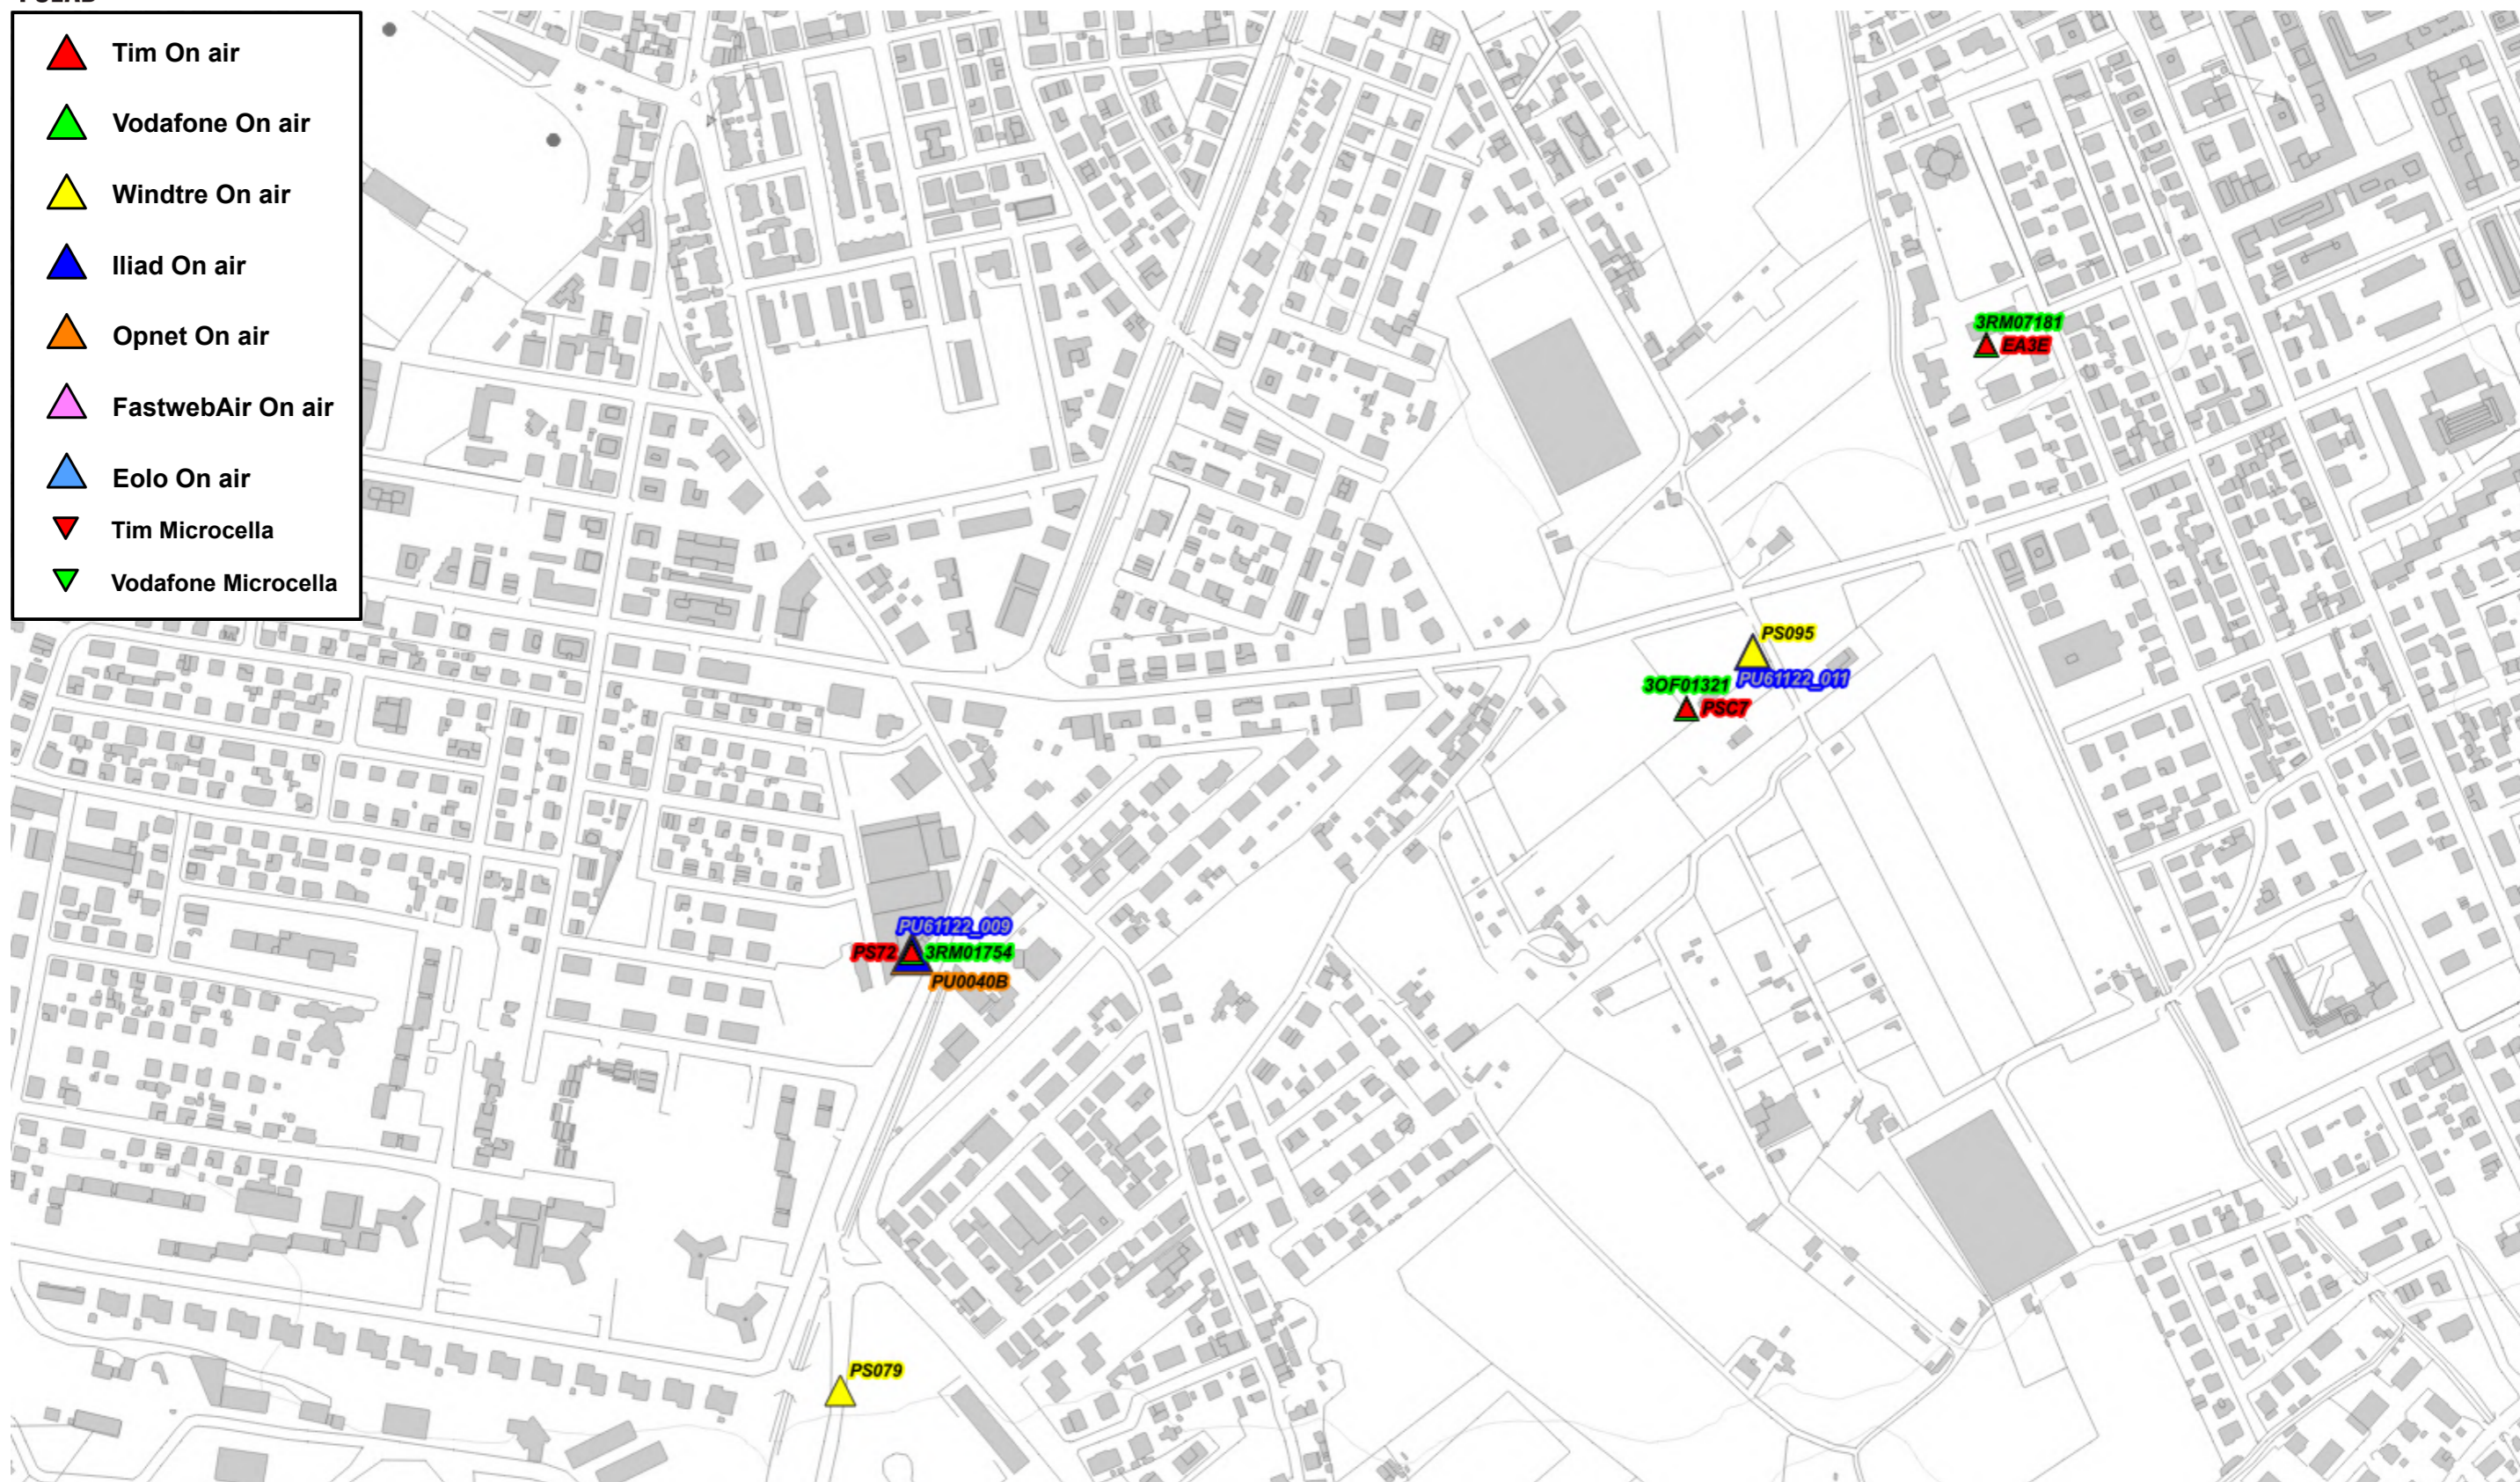 Tim On air
Vodafone On air
Windtre On air
Iliad On air
Opnet On air
FastwebAir On air
Eolo On air
Tim Microcella
Vodafone Microcella
3RM07181
EA3E
PS095
PU61122_011
3OF01321
PSC7
PU61122_009
PS72
3RM01754
PU0040B
PS079